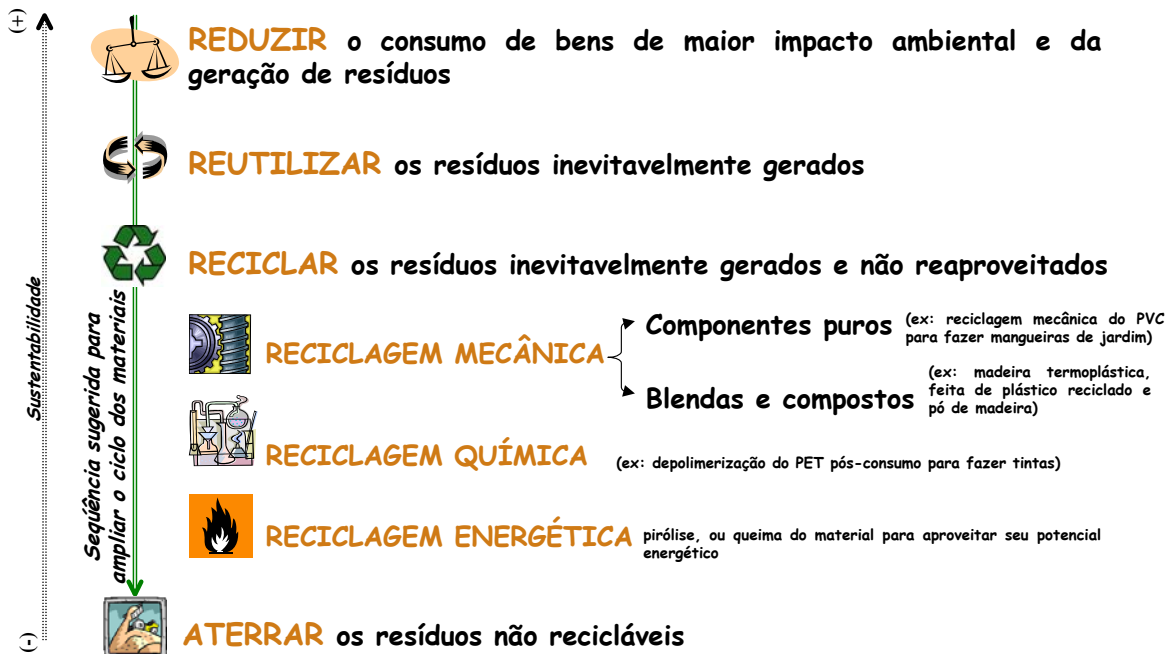 (+)
REDUZIR o consumo de bens de maior impacto ambiental e da
geração de resíduos
REUTILIZAR os resíduos inevitavelmente gerados
RECICLAR os resíduos inevitavelmente gerados e não reaproveitados
Sustentabilidade
Seqüência sugerida para
ampliar o ciclo dos materiais
RECICLAGEM MECÂNICA
Componentes puros
(ex: reciclagem mecânica do PVC
para fazer mangueiras de jardim)
Blendas e compostos
(ex: madeira termoplástica,
feita de plástico reciclado e
pó de madeira)
RECICLAGEM QUÍMICA
(ex: depolimerização do PET pós-consumo para fazer tintas)
RECICLAGEM ENERGÉTICA
pirólise, ou queima do material para aproveitar seu potencial
energético
(-)
ATERRAR os resíduos não recicláveis